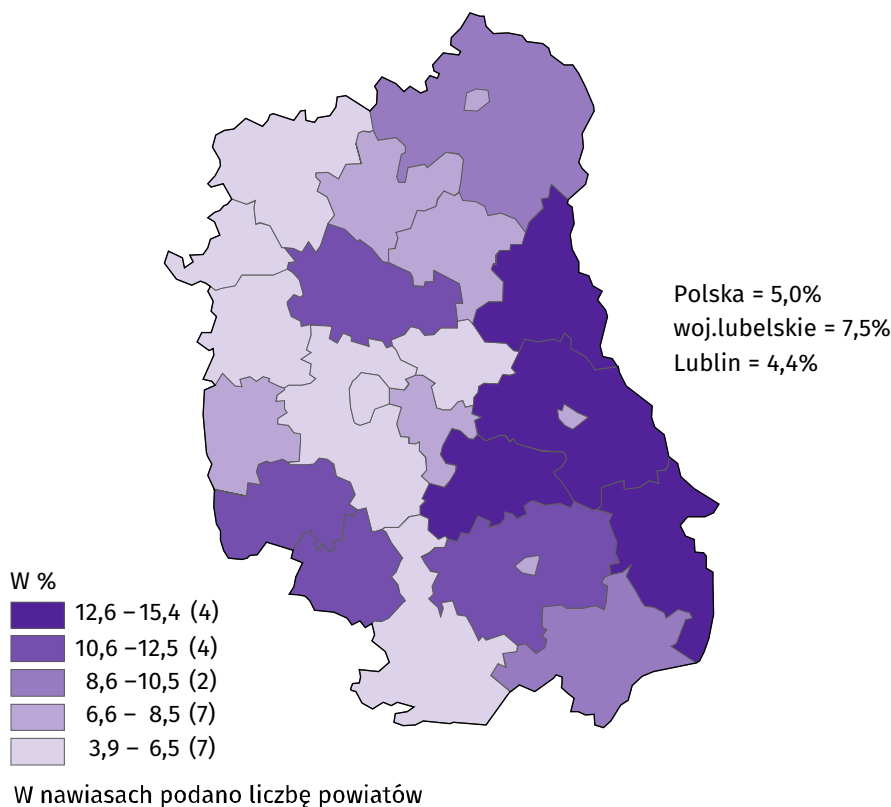 Polska = 5,0%
woj.lubelskie = 7,5%
Lublin = 4,4%
W %
12,6 – 15,4 (4)
10,6 – 12,5 (4)
8,6 – 10,5 (2)
6,6 – 8,5 (7)
3,9 – 6,5 (7)
W nawiasach podano liczbę powiatów